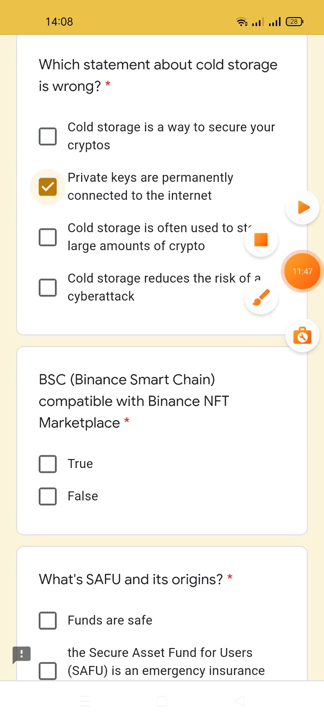 14:08
28
Which statement about cold storage
is wrong? *
Cold storage is a way to secure your
cryptos
Private keys are permanently
connected to the internet
Cold storage is often used to
large amounts of crypto
Cold storage reduces the risk of a
cyberattack
11:47
BSC (Binance Smart Chain)
compatible with Binance NFT
Marketplace *
True
False
What's SAFU and its origins? *
Funds are safe
the Secure Asset Fund for Users
(SAFU) is an emergency insurance